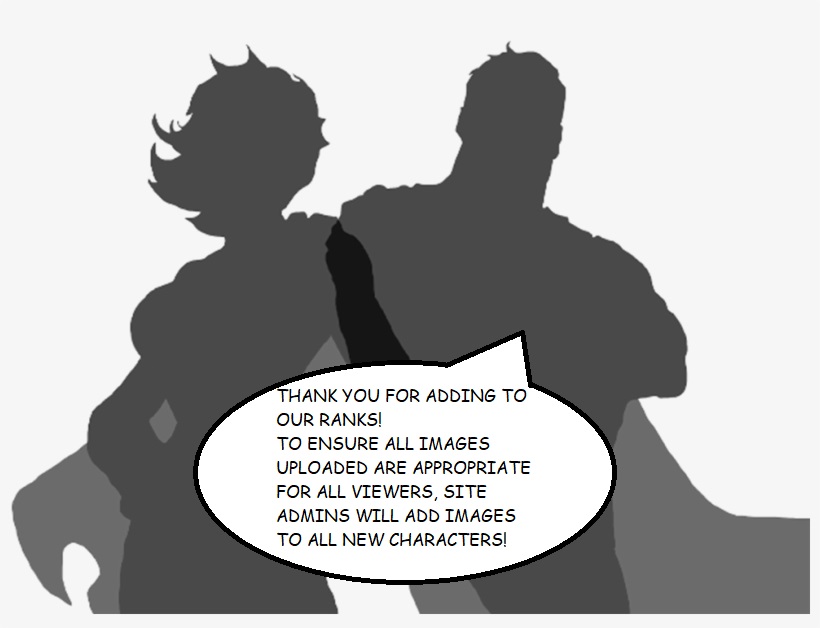 THANK YOU FOR ADDING TO
OUR RANKS!
TO ENSURE ALL IMAGES
UPLOADED ARE APPROPRIATE
FOR ALL VIEWERS, SITE
ADMINS WILL ADD IMAGES
TO ALL NEW CHARACTERS!